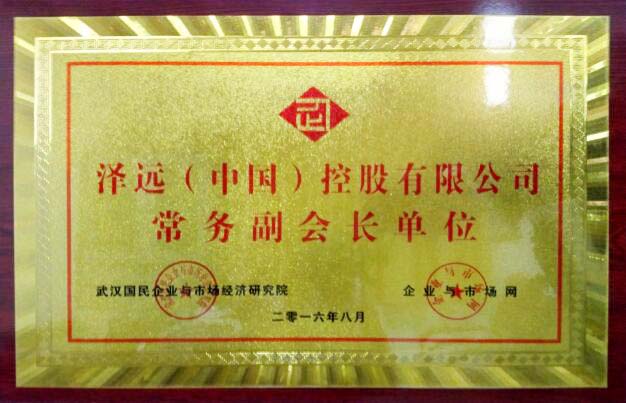 泽远（中国）控股有限公司
常务副会长单位
武汉国民企业与市场经济研究院
企业与市场网
二零一六年八月